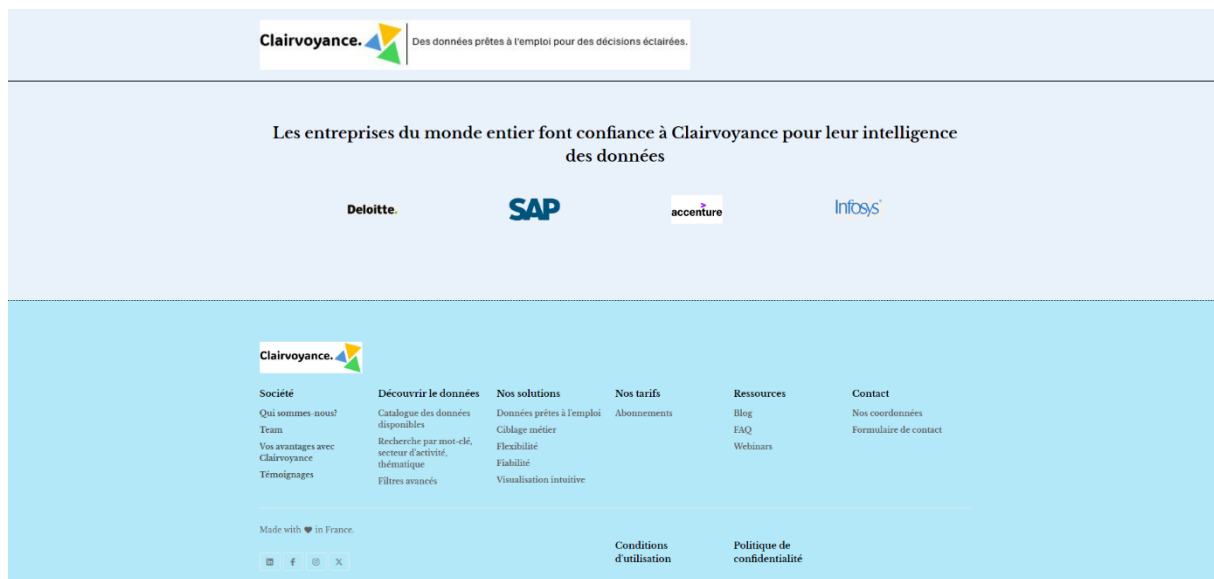 Clairvoyance.
Des données prêtes à l'emploi pour des décisions éclairées.
Les entreprises du monde entier font confiance à Clairvoyance pour leur intelligence
des données
Deloitte.
SAP
accenture
Infosys
Clairvoyance.
Société
Qui sommes-nous?
Team
Vos avantages avec
Clairvoyance
Témoignages
Découvrir le données
Catalogue des données
disponibles
Recherche par mot-clé,
secteur d'activité,
thématique
Filtres avancés
Nos solutions
Données prêtes à l'emploi
Ciblage métier
Flexibilité
Fiabilité
Visualisation intuitive
Nos tarifs
Abonnements
Ressources
Blog
FAQ
Webinars
Contact
Nos coordonnées
Formulaire de contact
Made with ♥ in France.
Conditions
d'utilisation
Politique de
confidentialité